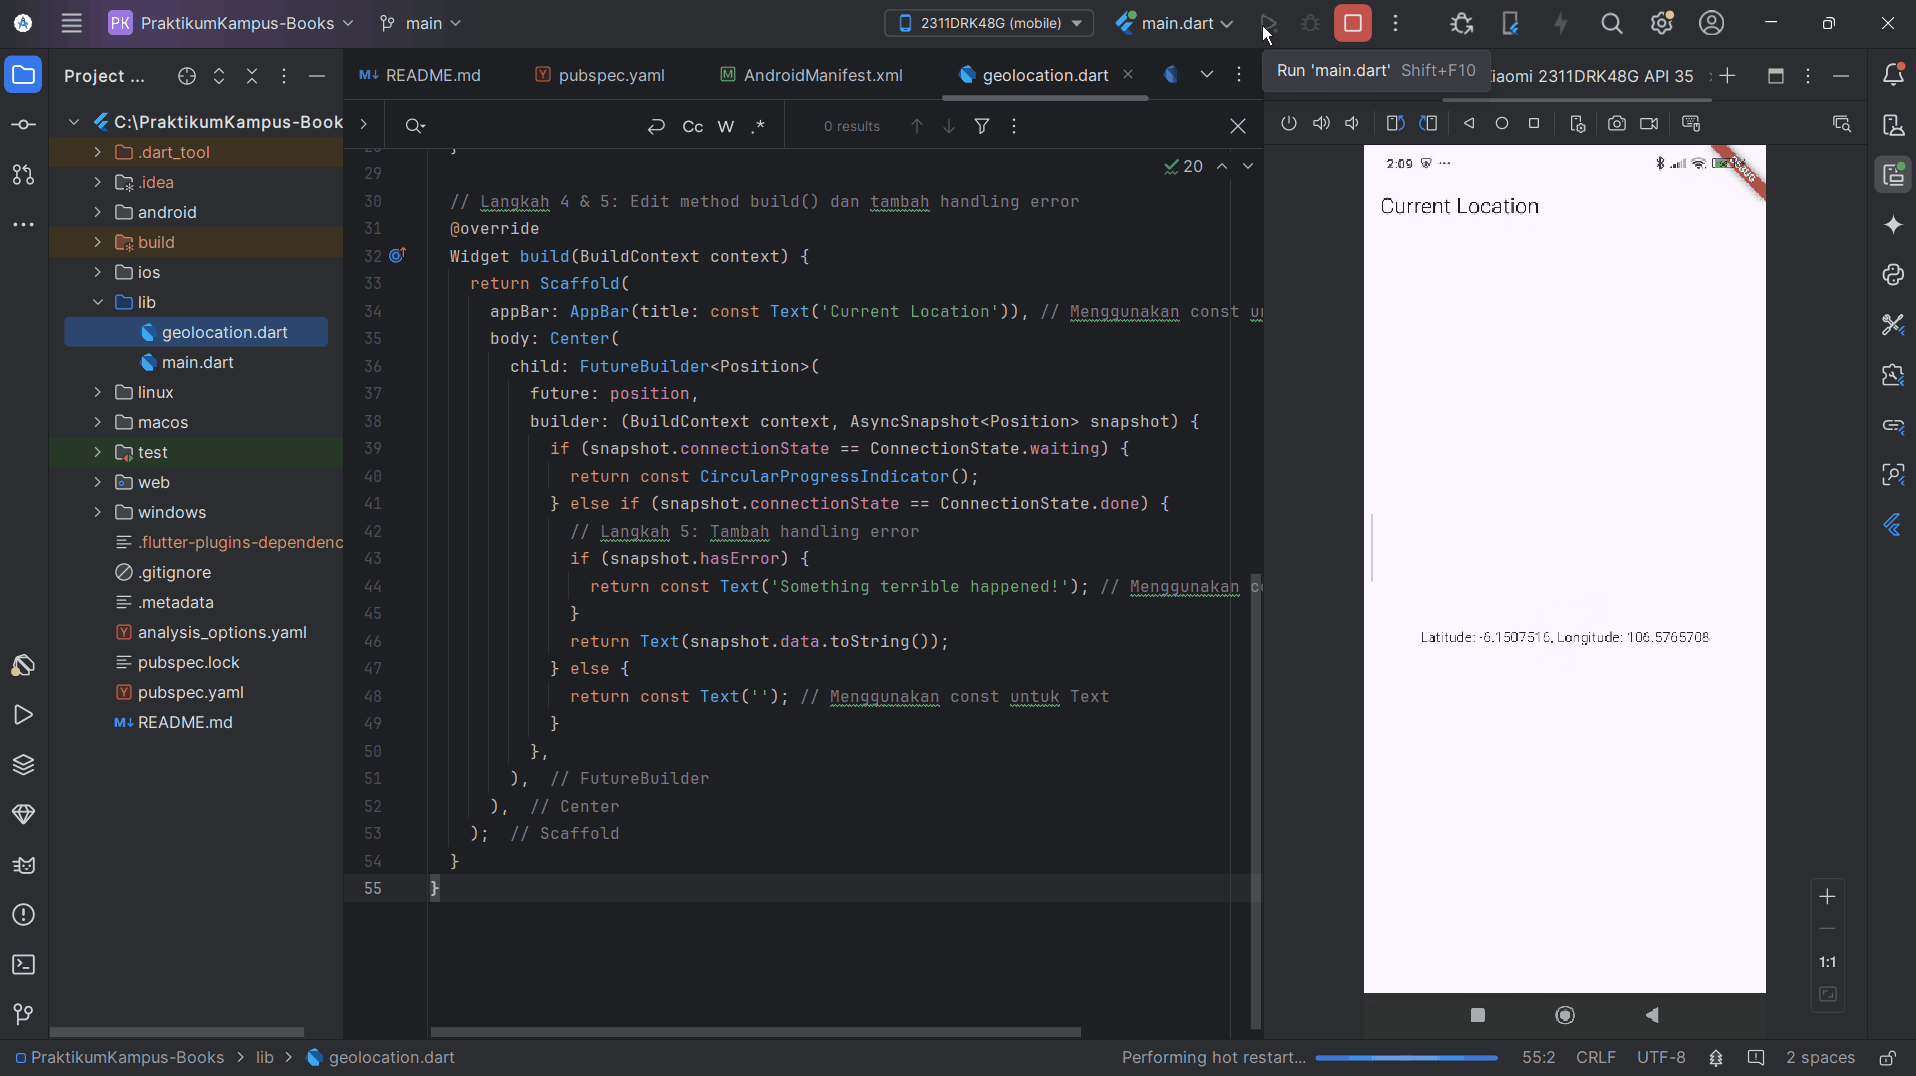 PK PraktikumKampus-Books main 2311DRK48G (mobile) main.dart
Project ... README.md pubspec.yaml AndroidManifest.xml geolocation.dart
Run 'main.dart' Shift+F10
iaomi 2311DRK48G API 35
Cc W .* 0 results
C:\PraktikumKampus-Book
.dart_tool
.idea
android
build
ios
lib
geolocation.dart
main.dart
linux
macos
test
web
windows
.flutter-plugins-dependenc
.gitignore
.metadata
analysis_options.yaml
pubspec.lock
pubspec.yaml
README.md
20
29
30 // Langkah 4 & 5: Edit method build() dan tambah handling error
31 @override
32 Widget build(BuildContext context) {
33 return Scaffold(
34 appBar: AppBar(title: const Text('Current Location')), // Menggunakan const un
35 body: Center(
36 child: FutureBuilder<Position>(
37 future: position,
38 builder: (BuildContext context, AsyncSnapshot<Position> snapshot) {
39 if (snapshot.connectionState == ConnectionState.waiting) {
40 return const CircularProgressIndicator();
41 } else if (snapshot.connectionState == ConnectionState.done) {
42 // Langkah 5: Tambah handling error
43 if (snapshot.hasError) {
44 return const Text('Something terrible happened!'); // Menggunakan co
45 }
46 return Text(snapshot.data.toString());
47 } else {
48 return const Text(''); // Menggunakan const untuk Text
49 }
50 },
51 ), // FutureBuilder
52 ), // Center
53 ); // Scaffold
54 }
55 }
2:09 ...
Current Location
Latitude: -6.1507516, Longitude: 106.5765708
1:1
PraktikumKampus-Books > lib > geolocation.dart
Performing hot restart... 55:2 CRLF UTF-8 2 spaces